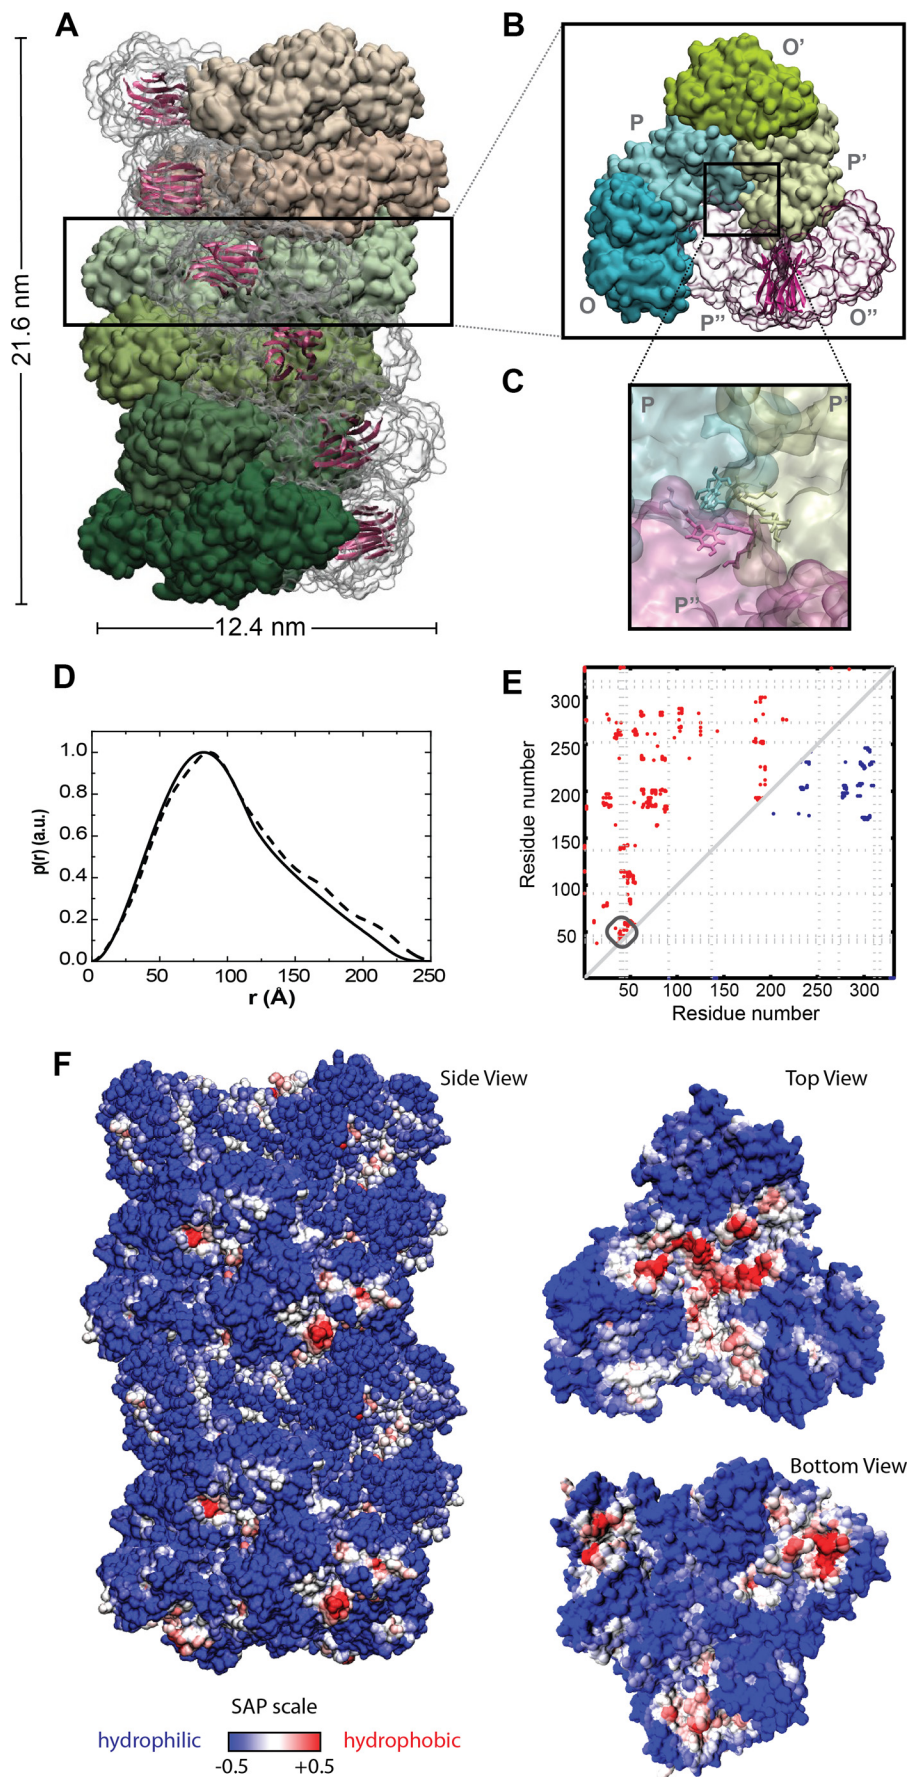 A
21.6 nm
12.4 nm
B
O'
P
P'
O
P''
O''
C
P
P'
P''
D
p(r) (a.u.)
1.0
0.8
0.6
0.4
0.2
0.0
0 50 100 150 200 250
r (Å)
E
Residue number
300
250
200
150
100
50
50 100 150 200 250 300
Residue number
F
Side View
Top View
Bottom View
SAP scale
hydrophilic hydrophobic
-0.5 +0.5